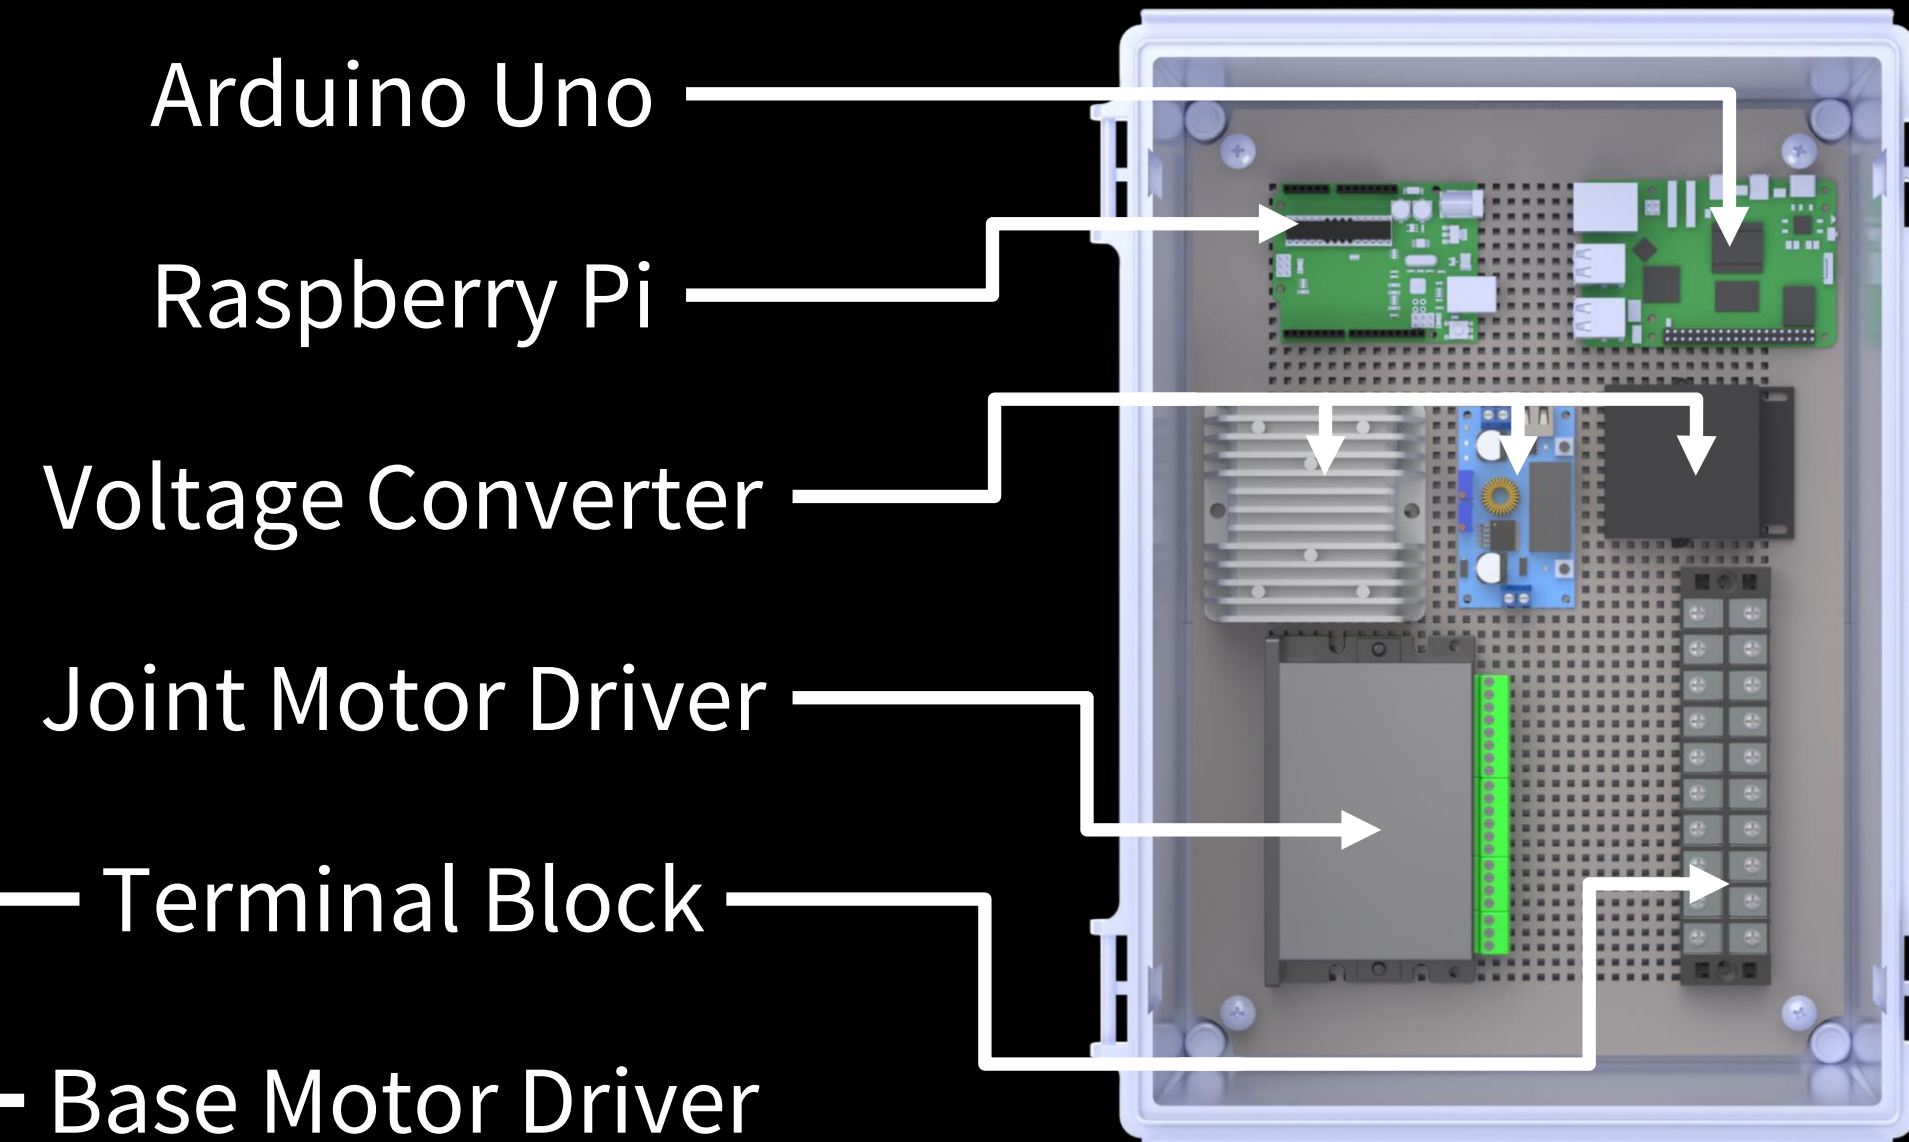 Arduino Uno
Raspberry Pi
Voltage Converter
Joint Motor Driver
Terminal Block
Base Motor Driver